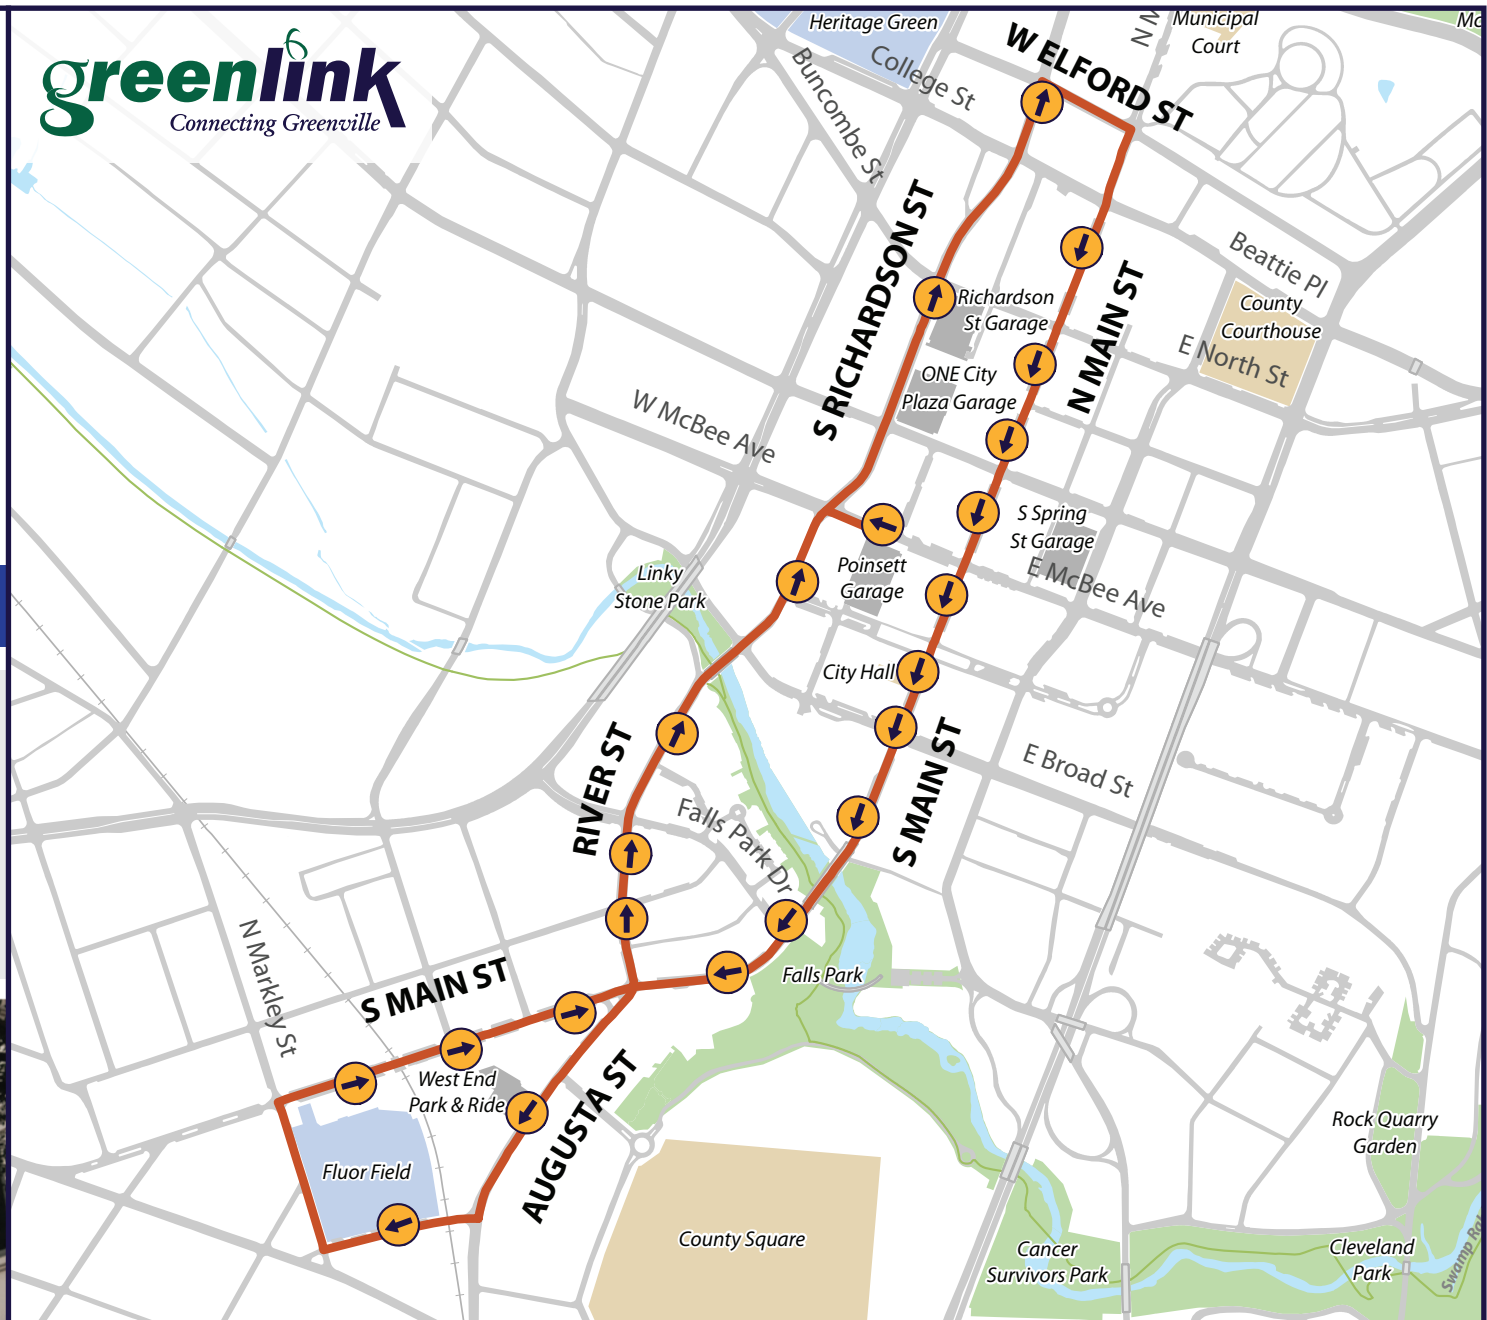 greenlink
Connecting Greenville
Heritage Green
Municipal
Court
W ELFORD ST
College St
Buncombe St
S RICHARDSON ST
Beattie Pl
County
Courthouse
N MAIN ST
Richardson
St Garage
E North St
ONE City
Plaza Garage
W McBee Ave
S Spring
St Garage
Poinsett
Garage
E McBee Ave
Linky
Stone Park
City Hall
RIVER ST
S MAIN ST
E Broad St
Falls Park Dr
N Markley St
S MAIN ST
Falls Park
West End
Park & Ride
AUGUSTA ST
Rock Quarry
Garden
Fluor Field
County Square
Cancer
Survivors Park
Cleveland
Park
Swamp